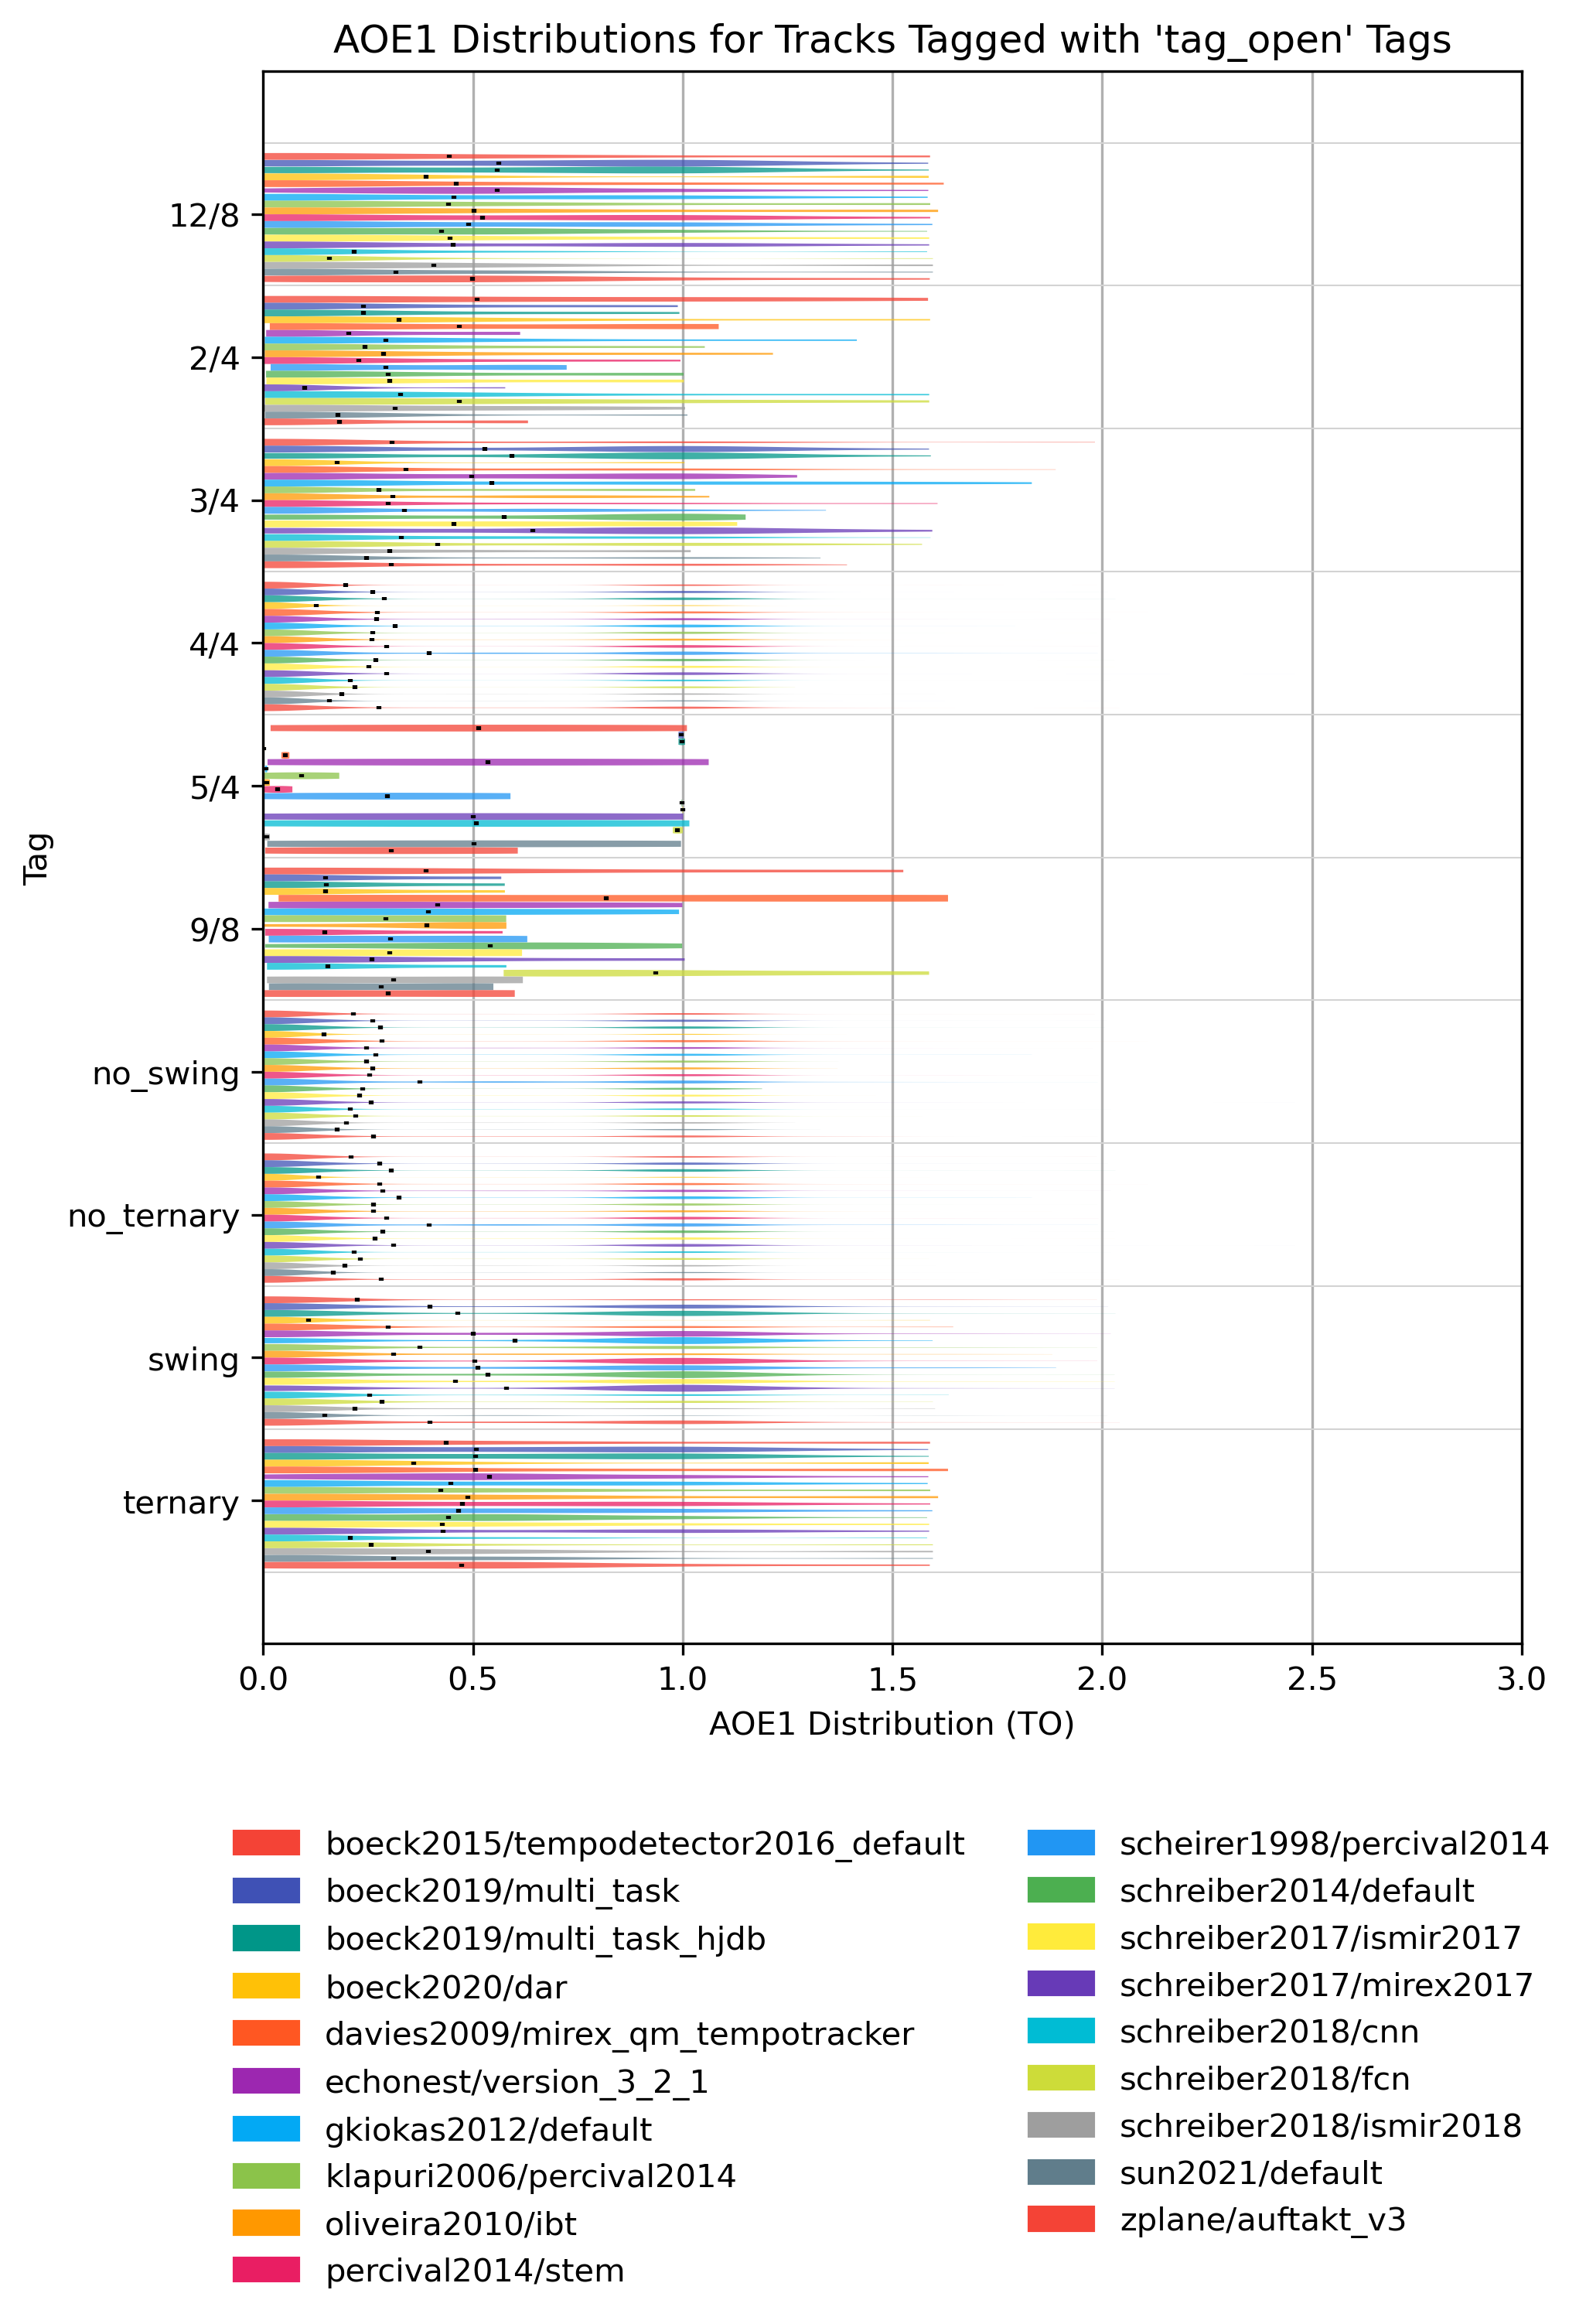 AOE1 Distributions for Tracks Tagged with 'tag_open' Tags
Tag
12/8
2/4
3/4
4/4
5/4
9/8
no_swing
no_ternary
swing
ternary
0.0 0.5 1.0 1.5 2.0 2.5 3.0
AOE1 Distribution (TO)
boeck2015/tempodetector2016_default
boeck2019/multi_task
boeck2019/multi_task_hjdb
boeck2020/dar
davies2009/mirex_qm_tempotracker
echonest/version_3_2_1
gkiokas2012/default
klapuri2006/percival2014
oliveira2010/ibt
percival2014/stem
scheirer1998/percival2014
schreiber2014/default
schreiber2017/ismir2017
schreiber2017/mirex2017
schreiber2018/cnn
schreiber2018/fcn
schreiber2018/ismir2018
sun2021/default
zplane/auftakt_v3